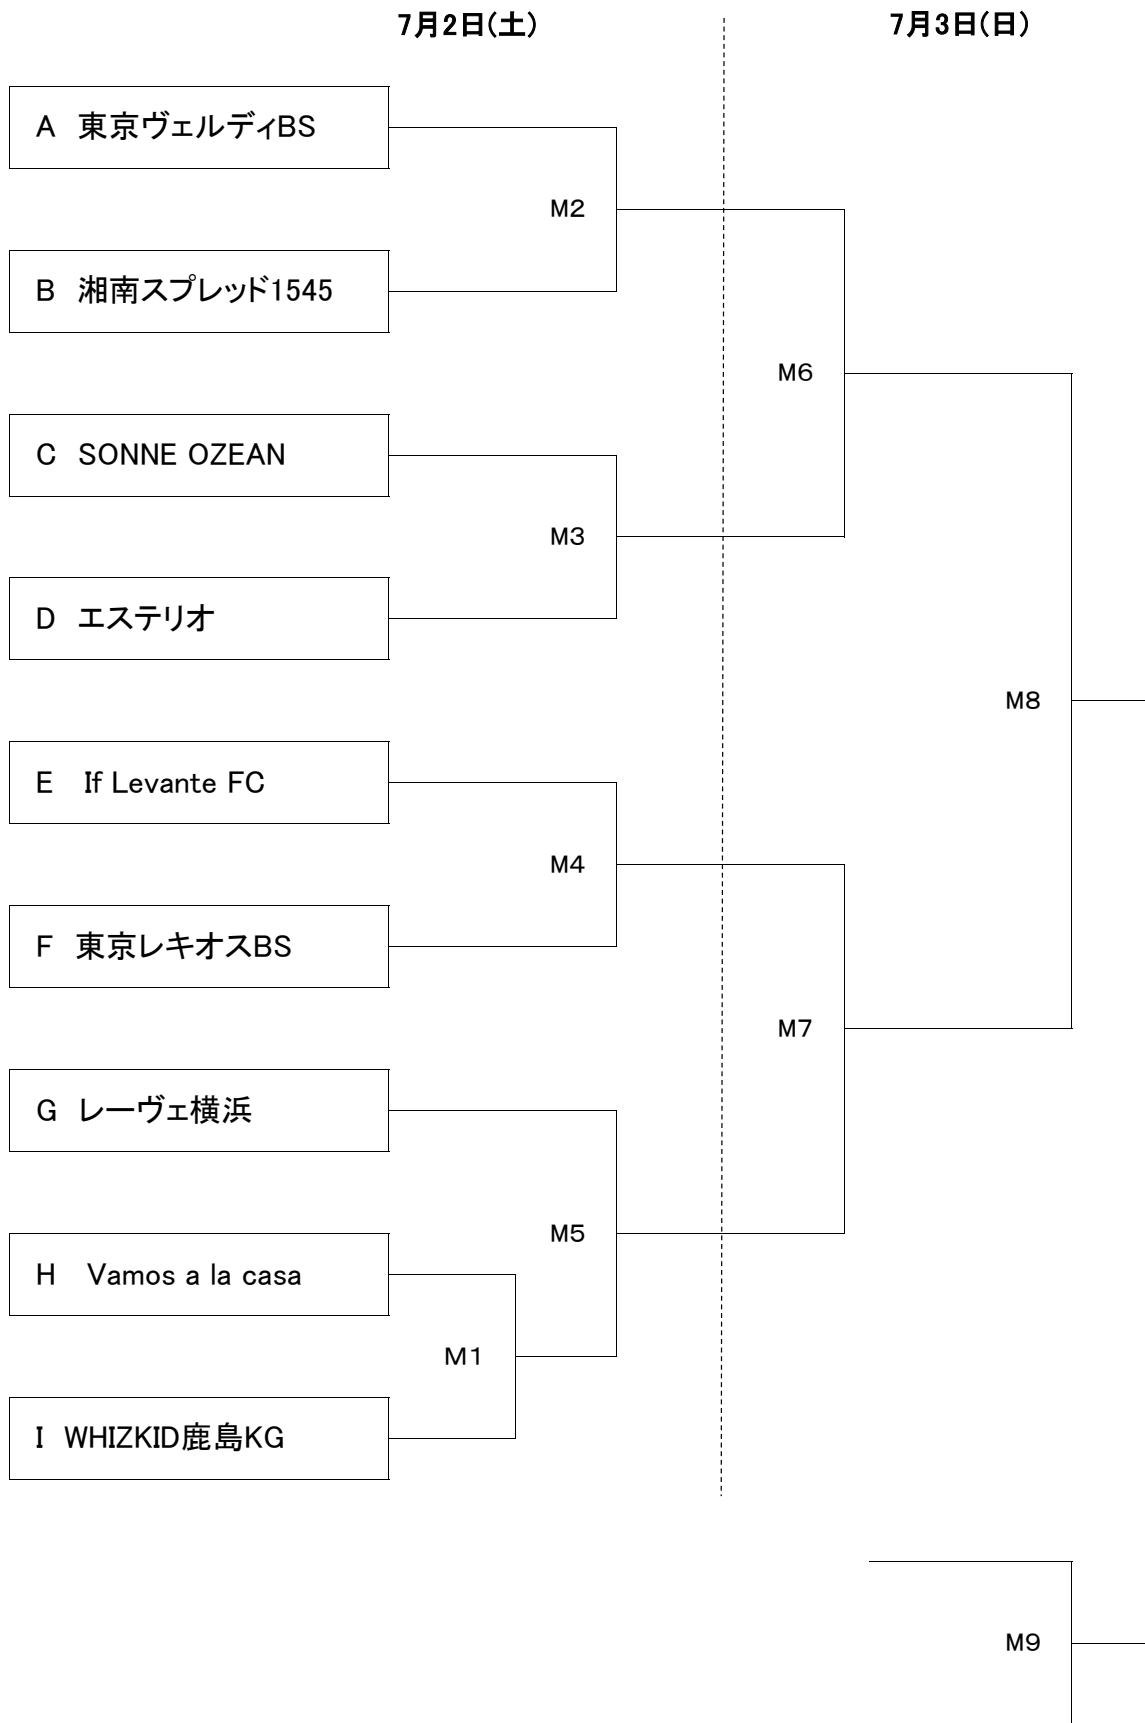 7月2日(土)
7月3日(日)
A 東京ヴェルディBS
M2
B 湘南スプレッド1545
M6
C SONNE OZEAN
M3
D エステリオ
M8
E If Levante FC
M4
F 東京レキオスBS
M7
G レーヴェ横浜
M5
H Vamos a la casa
M1
I WHIZKID鹿島KG
M9